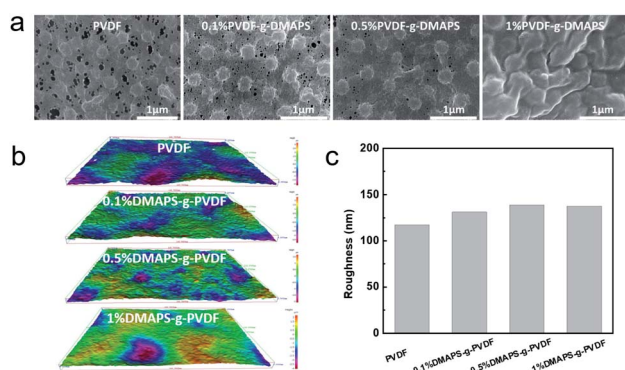 a
PVDF
0.1%PVDF-g-DMAPS
0.5%PVDF-g-DMAPS
1%PVDF-g-DMAPS
1μm
1μm
1μm
1μm
b
PVDF
0.1%DMAPS-g-PVDF
0.5%DMAPS-g-PVDF
1%DMAPS-g-PVDF
c
Roughness (nm)
200
150
100
50
0
PVDF
0.1%DMAPS-g-PVDF
0.5%DMAPS-g-PVDF
1%DMAPS-g-PVDF